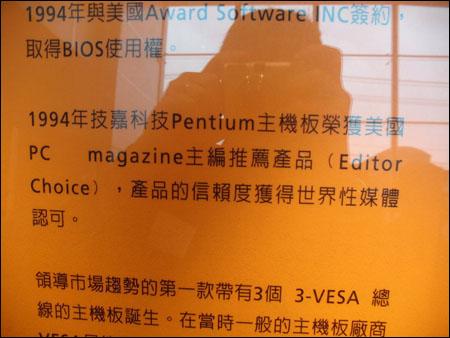 1994年與美國Award Software INC簽約，
取得BIOS使用權。
1994年技嘉科技Pentium主機板榮獲美國
PC magazine主編推薦產品（Editor
Choice），產品的信賴度獲得世界性媒體
認可。
領導市場趨勢的第一款帶有3個 3-VESA 總
線的主機板誕生。在當時一般的主機板廠商